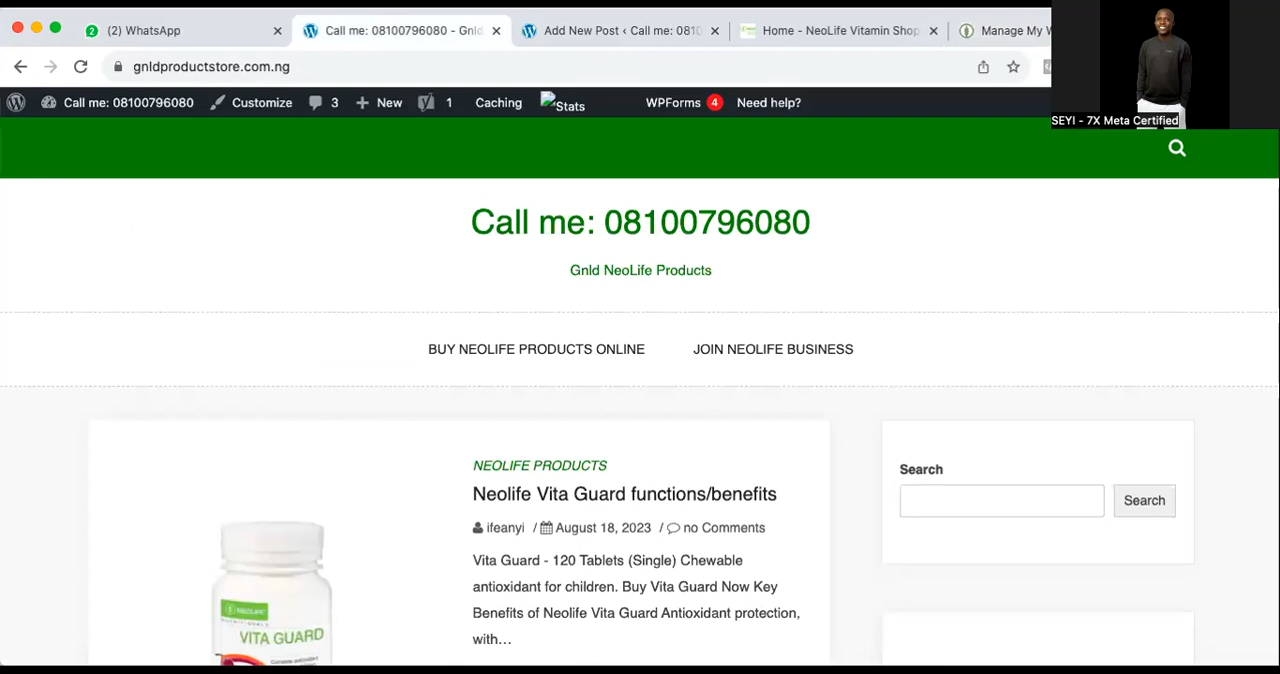 2
(2) WhatsApp
Call me: 08100796080 - Gnld
Add New Post ‹ Call me: 0810
Home - NeoLife Vitamin Shop
Manage My W
gnldproductstore.com.ng
Call me: 08100796080
Customize
3
New
1
Caching
Stats
WPForms 4
Need help?
SEYI - 7X Meta Certified
Call me: 08100796080
Gnld NeoLife Products
BUY NEOLIFE PRODUCTS ONLINE
JOIN NEOLIFE BUSINESS
NEOLIFE PRODUCTS
Neolife Vita Guard functions/benefits
ifeanyi / August 18, 2023 / no Comments
Vita Guard - 120 Tablets (Single) Chewable
antioxidant for children. Buy Vita Guard Now Key
Benefits of Neolife Vita Guard Antioxidant protection,
with…
Search
Search
NEOLIFE
VITA GUARD